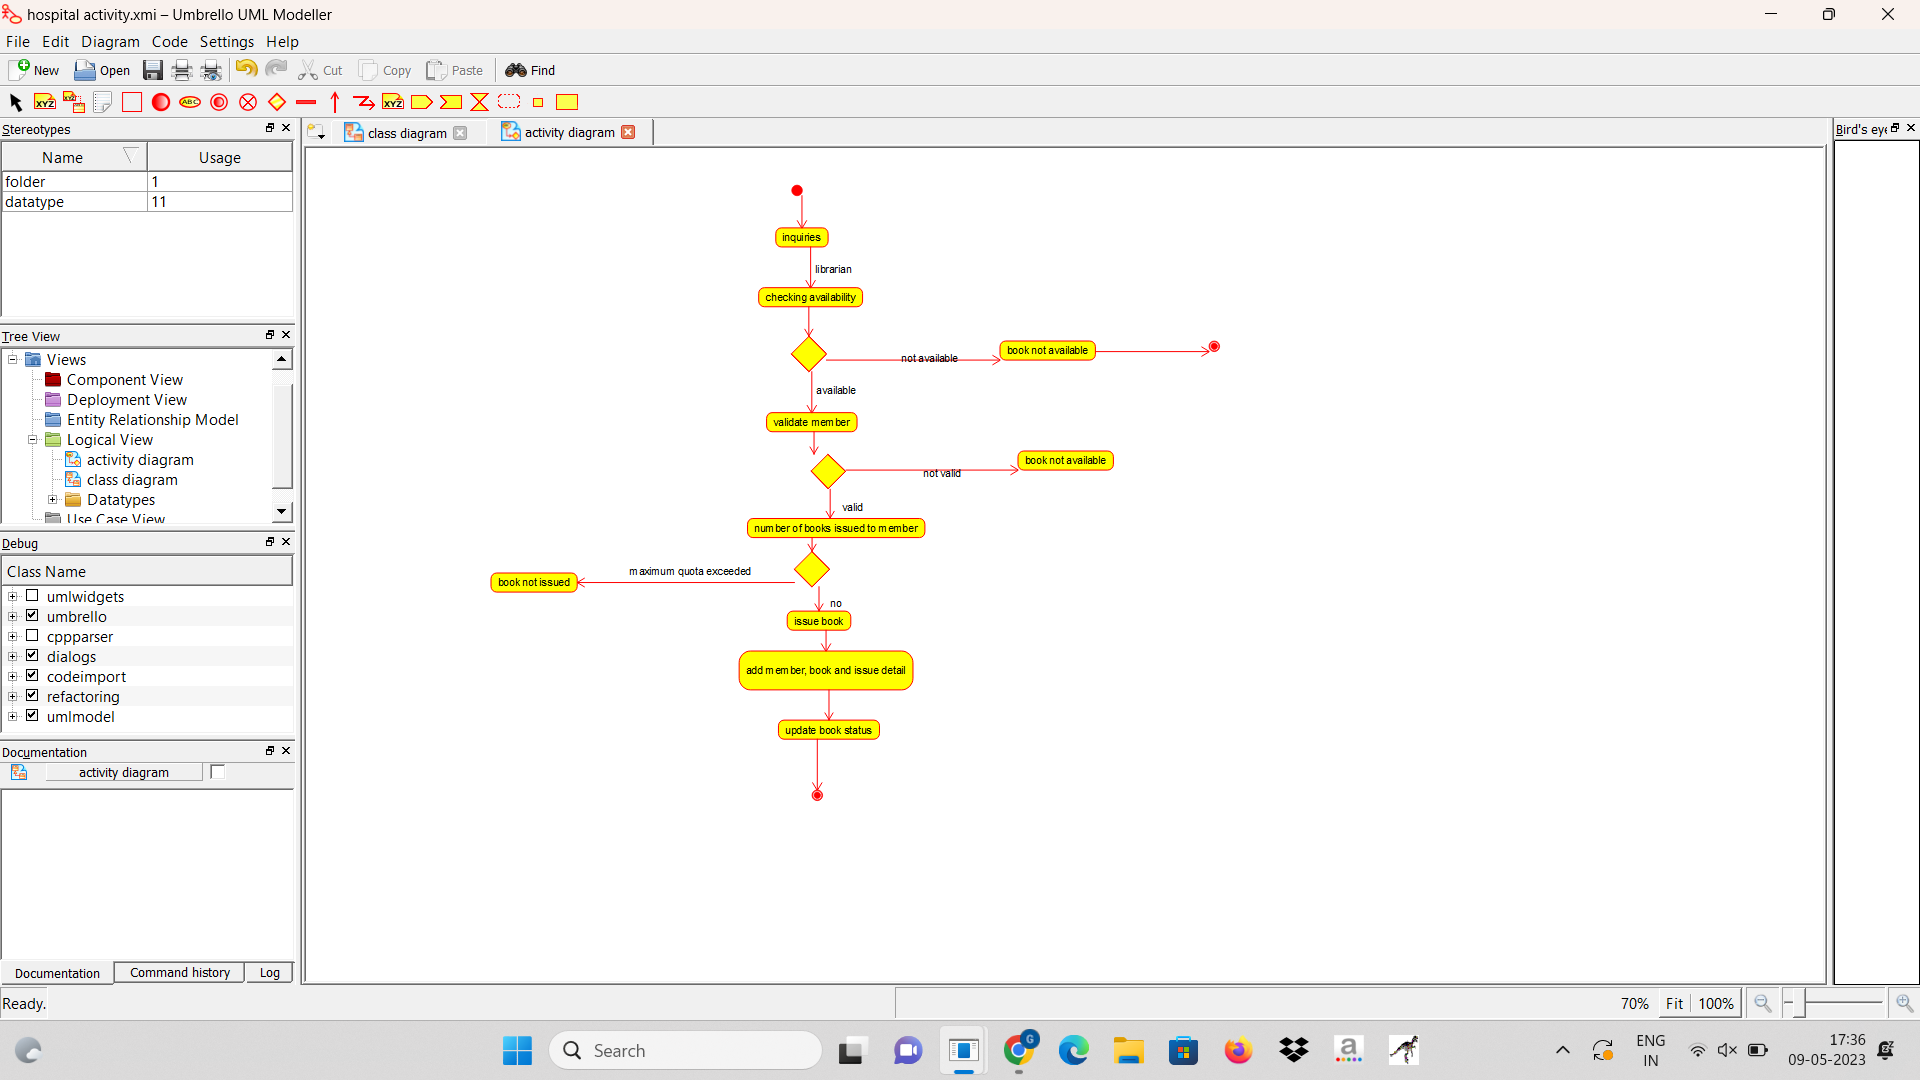 hospital activity.xmi – Umbrello UML Modeller
File Edit Diagram Code Settings Help
New Open Cut Copy Paste Find
XYZ XYZ ABC XYZ
Stereotypes
Name Usage
folder 1
datatype 11
Tree View
Views
Component View
Deployment View
Entity Relationship Model
Logical View
activity diagram
class diagram
Datatypes
Use Case View
Debug
Class Name
umlwidgets
umbrello
cppparser
dialogs
codeimport
refactoring
umlmodel
Documentation
activity diagram
Documentation Command history Log
class diagram activity diagram
inquiries
librarian
checking availability
not available
book not available
available
validate member
not valid
book not available
valid
number of books issued to member
maximum quota exceeded
book not issued
no
issue book
add member, book and issue detail
update book status
Bird's eye
Ready.
70% Fit 100%
Search
G
a
ENG
IN
17:36
09-05-2023